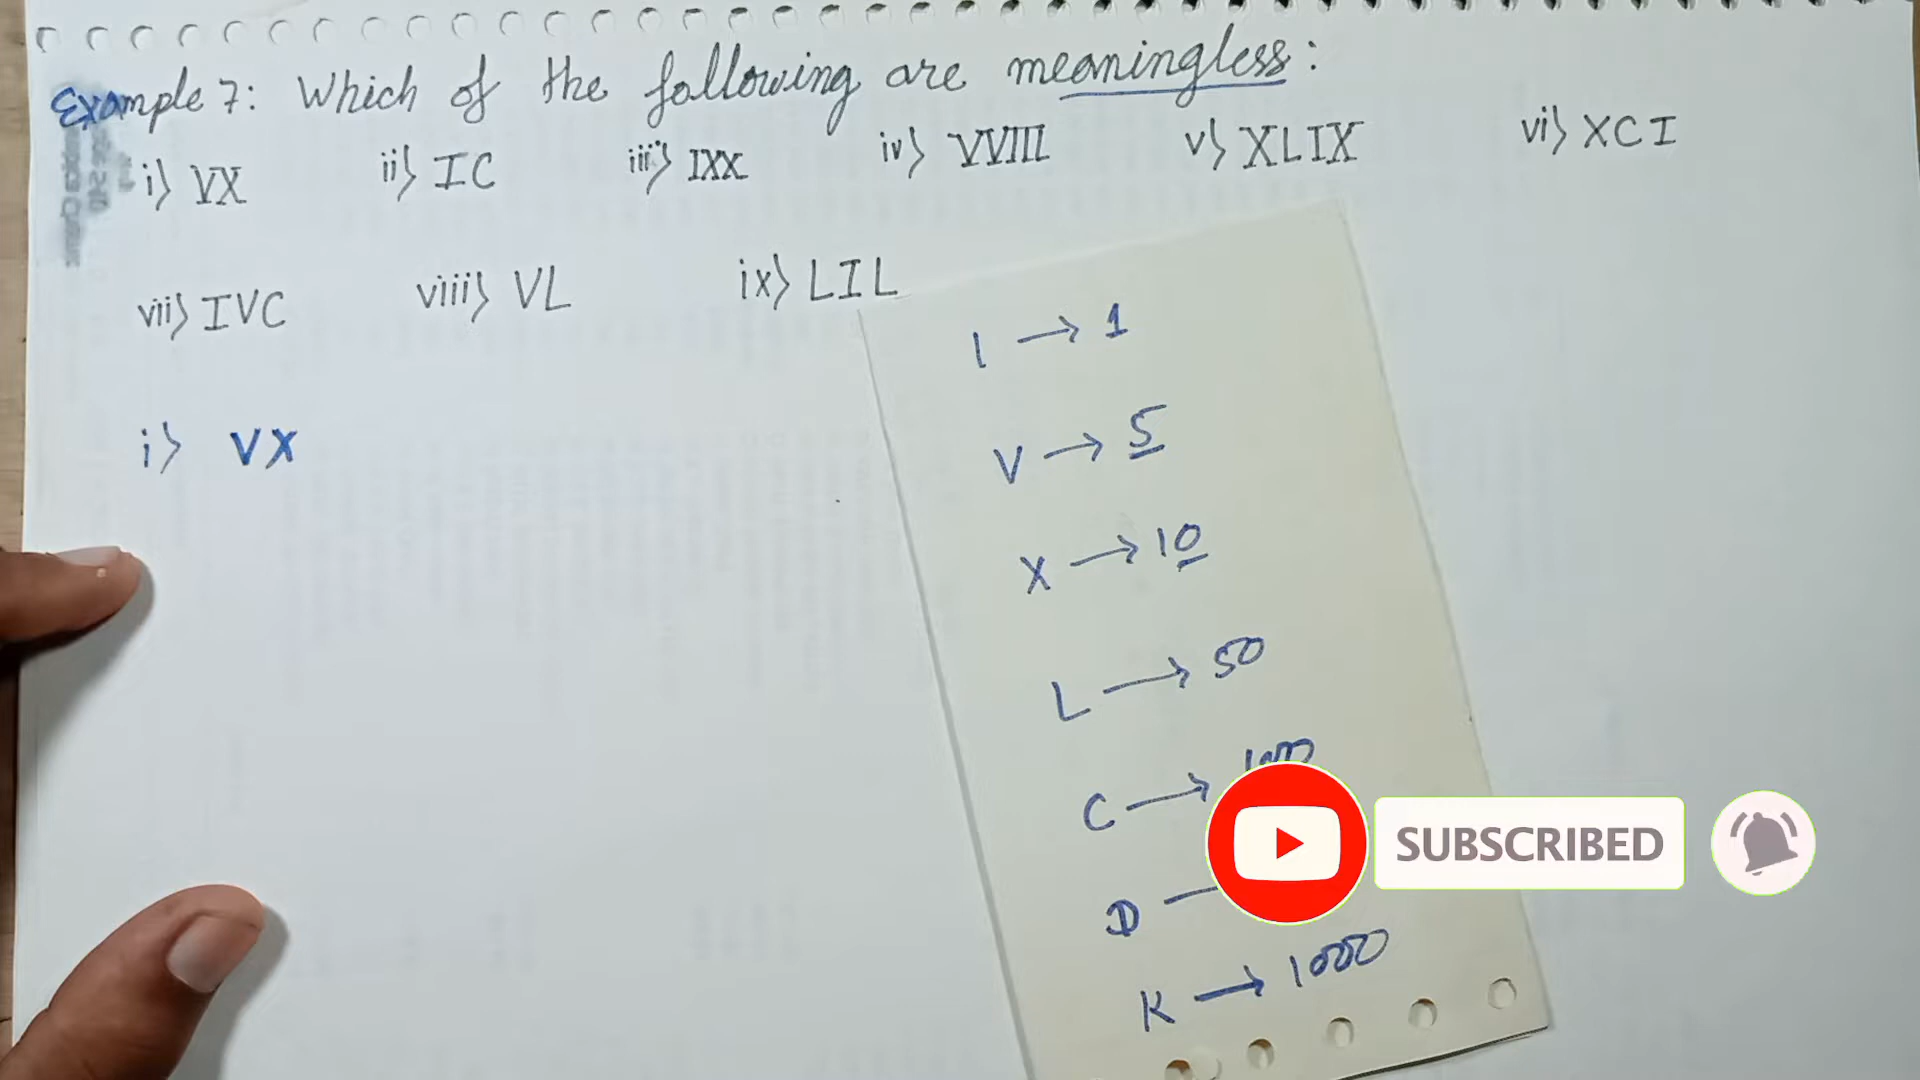 Example 7: Which of the following are meaningless:
i) VX ii) IC iii) IXX iv) VVIII v) XLIX vi) XCI
vii) IVC viii) VL ix) LIL
i) VX
I → 1
V → 5
X → 10
L → 50
C → 100
D →
K → 1000
SUBSCRIBED